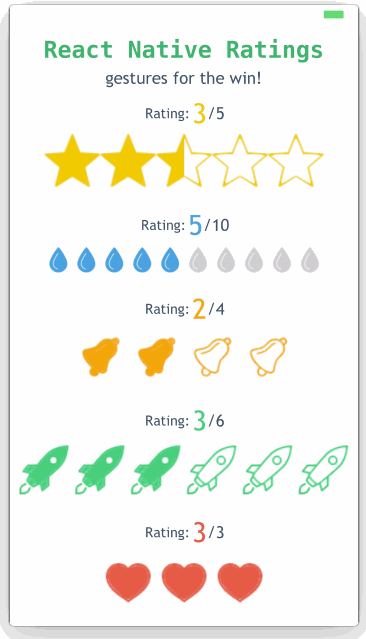 React Native Ratings
gestures for the win!
Rating: 3/5
Rating: 5/10
Rating: 2/4
Rating: 3/6
Rating: 3/3